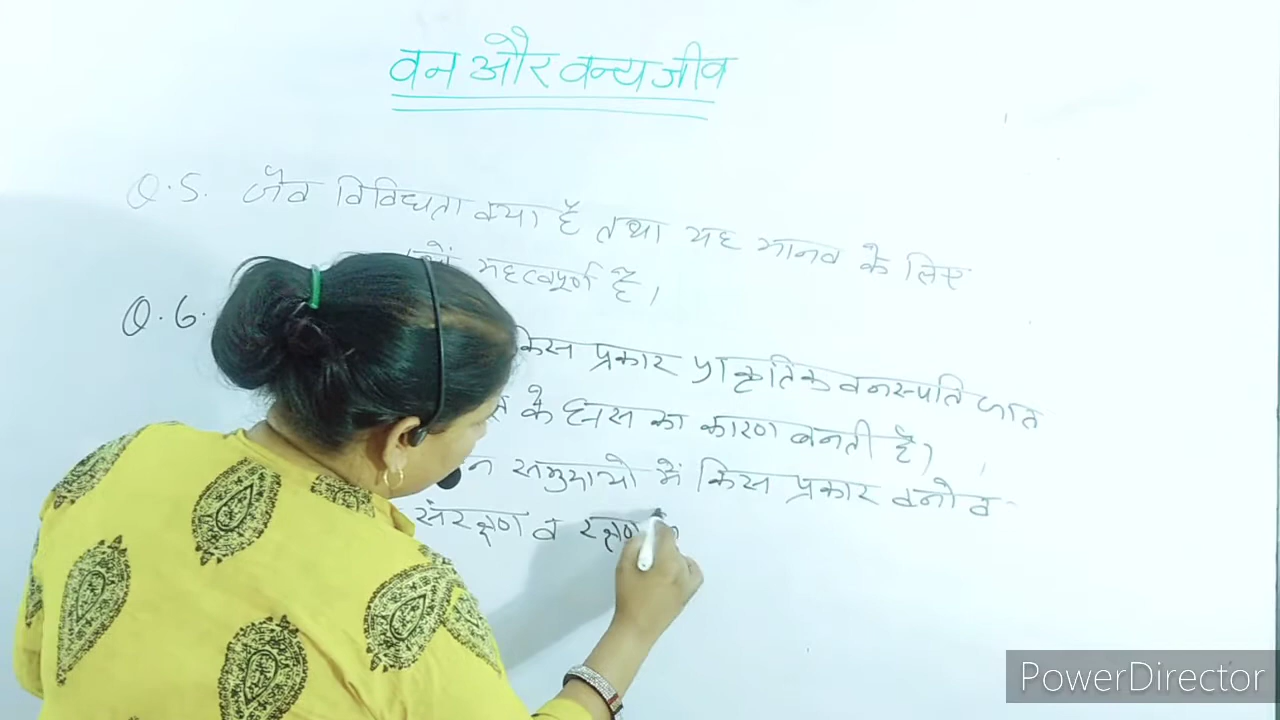 वन और वन्यजीव
Q.5. जैव विविधता क्या है तथा यह मानव के लिए
महत्वपूर्ण है।
Q.6.
किस प्रकार प्राकृतिक वनस्पति जात
के ह्रास का कारण बनती है।
समुदायो में किस प्रकार वनो व
संरक्षण व रक्षण
PowerDirector